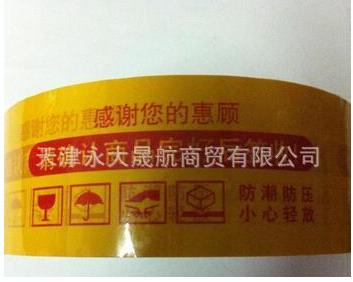 感谢您的惠顾
天津永天晟航商贸有限公司
防潮防压
小心轻放